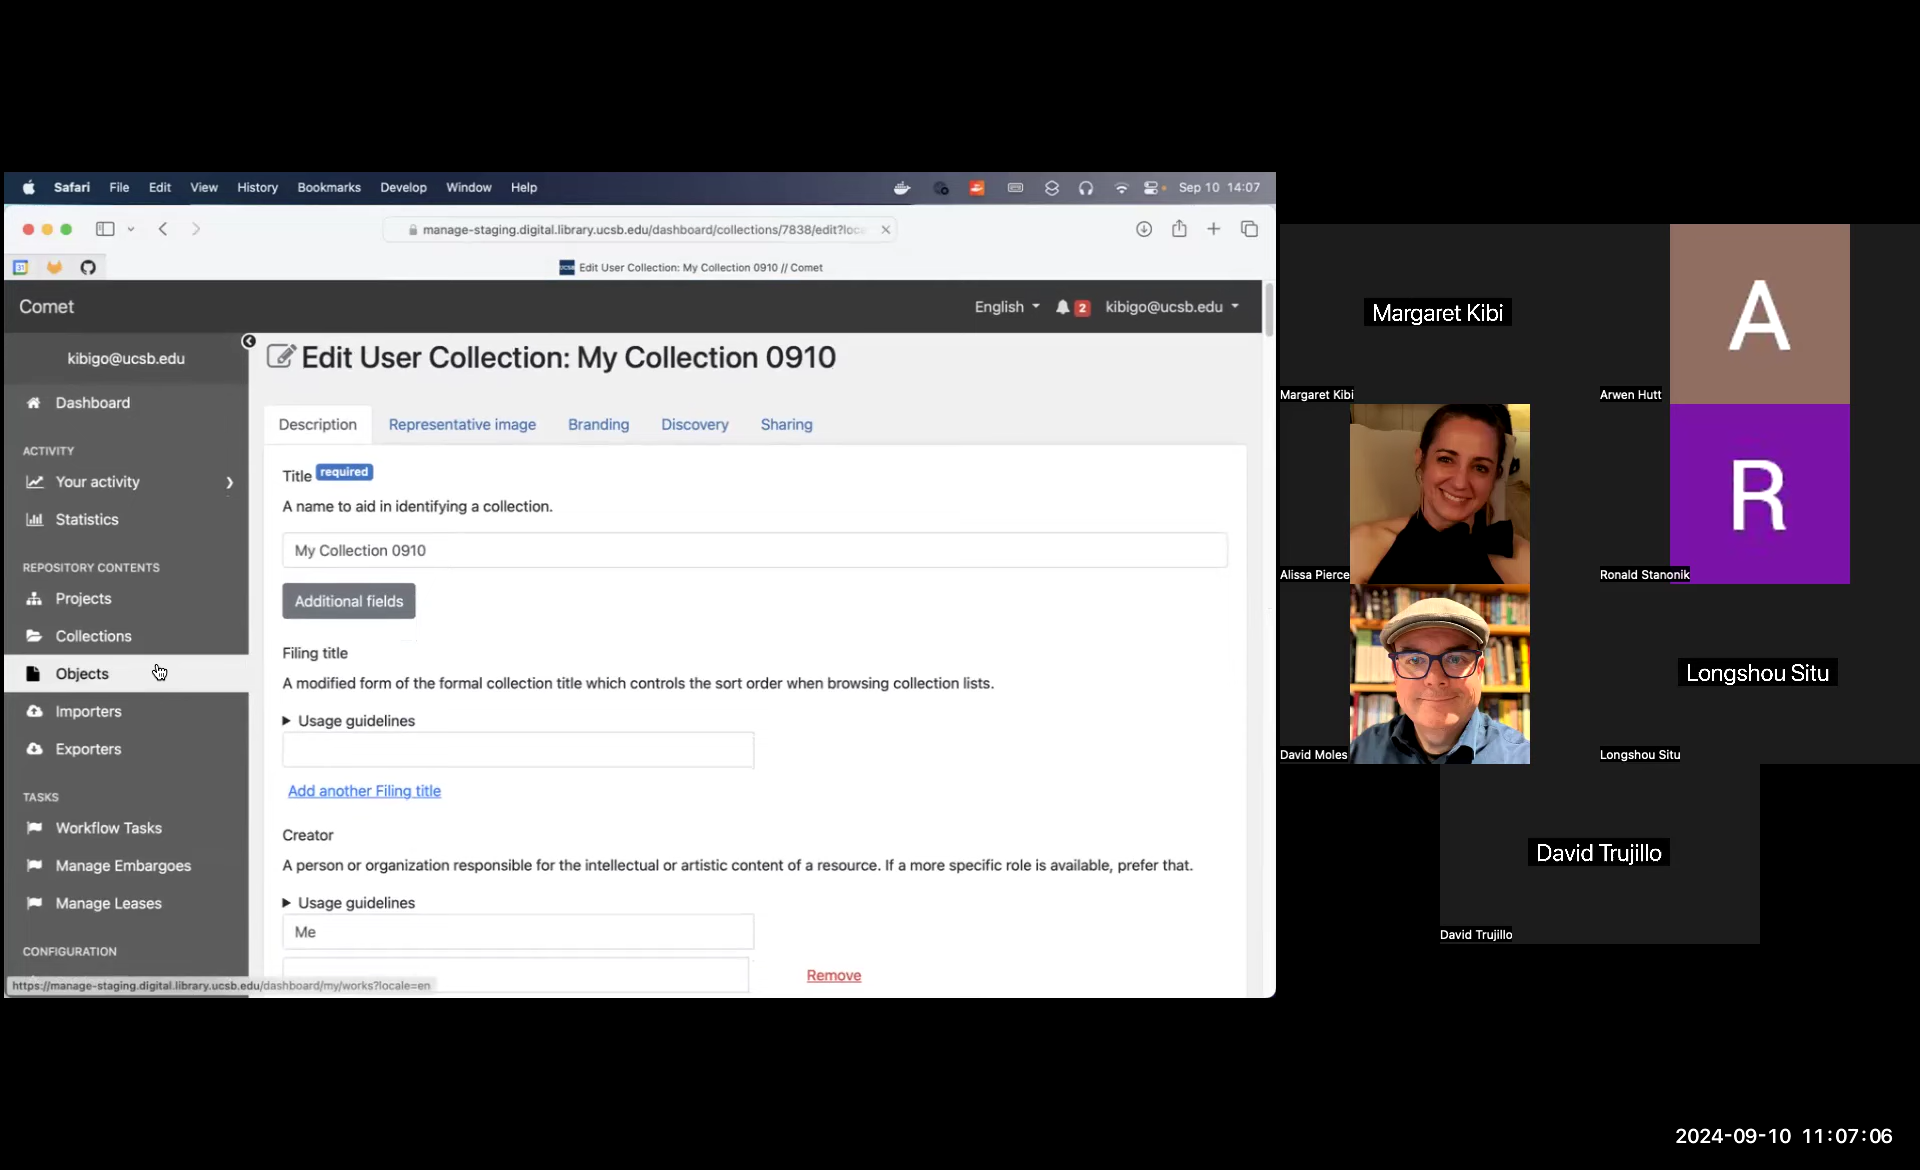 Safari File Edit View History Bookmarks Develop Window Help Sep 10 14:07
manage-staging.digital.library.ucsb.edu/dashboard/collections/7838/edit?loc
31
UCSB Edit User Collection: My Collection 0910 // Comet
Comet
English 2 kibigo@ucsb.edu
kibigo@ucsb.edu
Dashboard
ACTIVITY
Your activity
Statistics
REPOSITORY CONTENTS
Projects
Collections
Objects
Importers
Exporters
TASKS
Workflow Tasks
Manage Embargoes
Manage Leases
CONFIGURATION
https://manage-staging.digital.library.ucsb.edu/dashboard/my/works?locale=en
Edit User Collection: My Collection 0910
Description Representative image Branding Discovery Sharing
Title required
A name to aid in identifying a collection.
My Collection 0910
Additional fields
Filing title
A modified form of the formal collection title which controls the sort order when browsing collection lists.
Usage guidelines
Add another Filing title
Creator
A person or organization responsible for the intellectual or artistic content of a resource. If a more specific role is available, prefer that.
Usage guidelines
Me
Remove
Margaret Kibi
Margaret Kibi
A
Arwen Hutt
Alissa Pierce
R
Ronald Stanonik
David Moles
Longshou Situ
Longshou Situ
David Trujillo
David Trujillo
2024-09-10 11:07:06